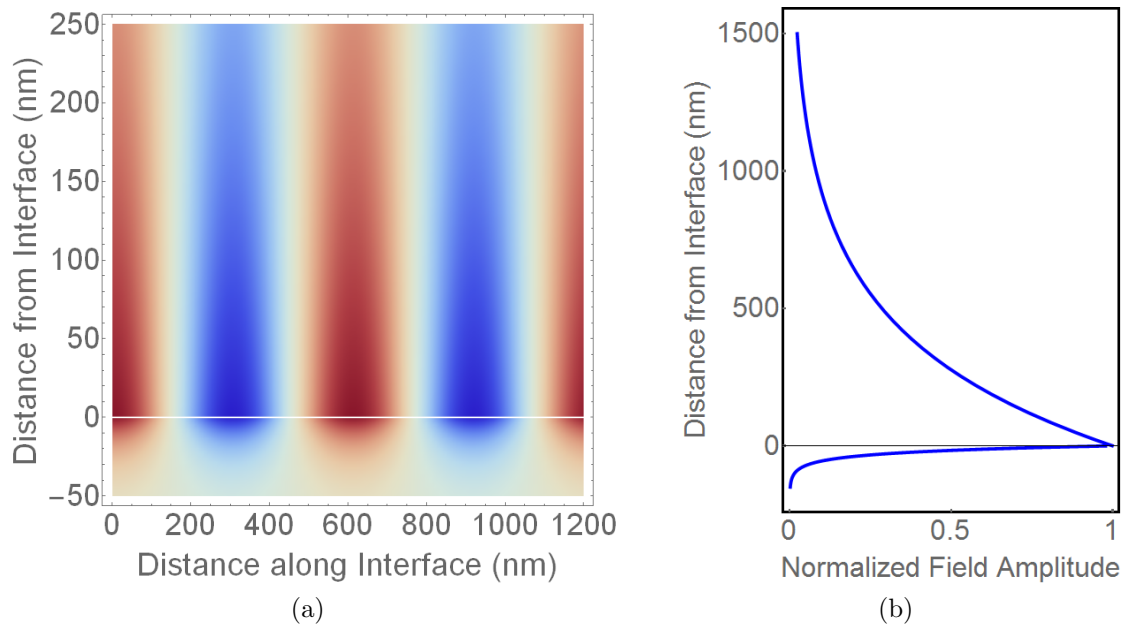 250
200
150
100
50
0
−50
Distance from Interface (nm)
0 200 400 600 800 1000 1200
Distance along Interface (nm)
(a)
1500
1000
500
0
Distance from Interface (nm)
0 0.5 1
Normalized Field Amplitude
(b)